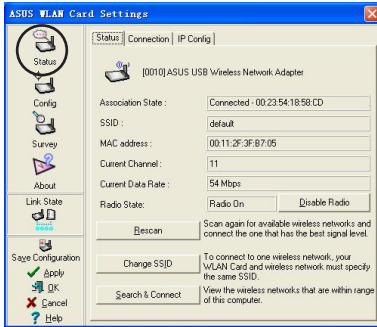 ASUS WLAN Card Settings
Status
Config
Survey
About
Link State
Save Configuration
Apply
OK
Cancel
Help
Status Connection IP Config
[0010] ASUS USB Wireless Network Adapter
Association State : Connected - 00:23:54:18:58:CD
SSID : default
MAC address : 00:11:2F:3F:B7:05
Current Channel : 11
Current Data Rate : 54 Mbps
Radio State: Radio On Disable Radio
Rescan
Scan again for available wireless networks and
connect the one that has the best signal level.
Change SSID
To connect to one wireless network, your
WLAN Card and wireless network must specify
the same SSID.
Search & Connect
View the wireless networks that are within range
of this computer.